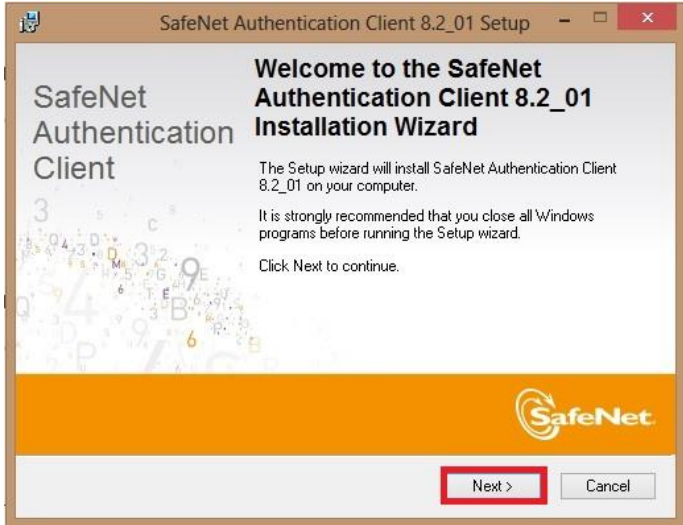 SafeNet Authentication Client 8.2_01 Setup
SafeNet
Authentication
Client
Welcome to the SafeNet
Authentication Client 8.2_01
Installation Wizard
The Setup wizard will install SafeNet Authentication Client
8.2_01 on your computer.
It is strongly recommended that you close all Windows
programs before running the Setup wizard.
Click Next to continue.
SafeNet.
Next >
Cancel